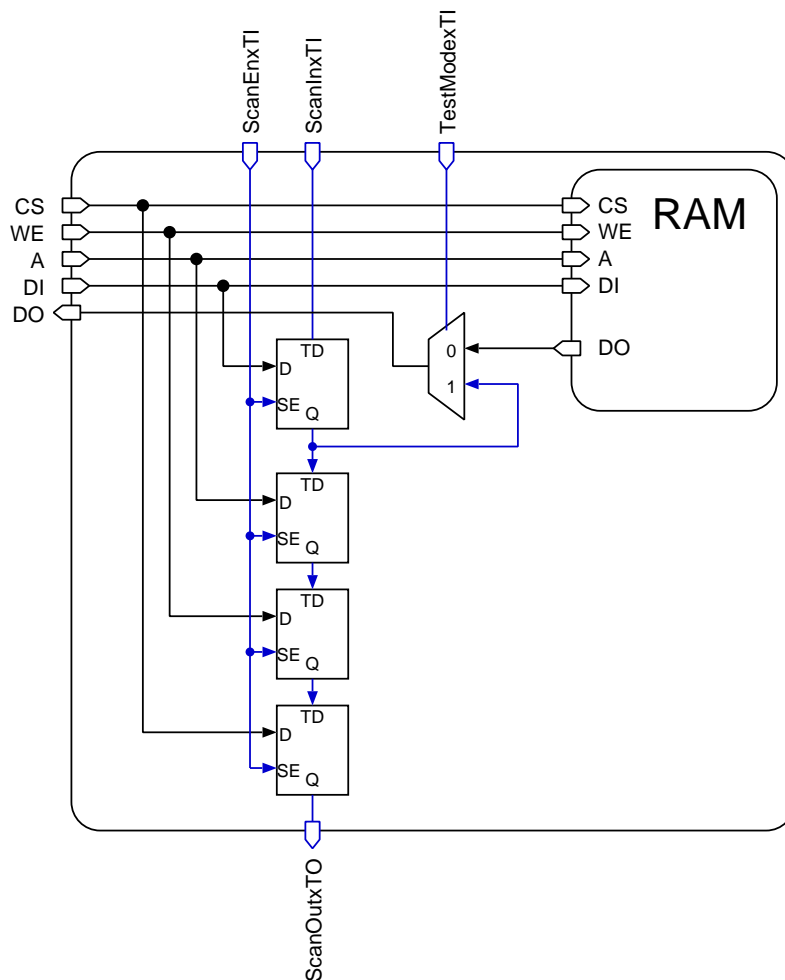 ScanEnxTI
ScanInxTI
TestModexTI
CS
WE
A
DI
DO
RAM
CS
WE
A
DI
DO
0
1
TD
D
SE
Q
TD
D
SE
Q
TD
D
SE
Q
TD
D
SE
Q
ScanOutxTO